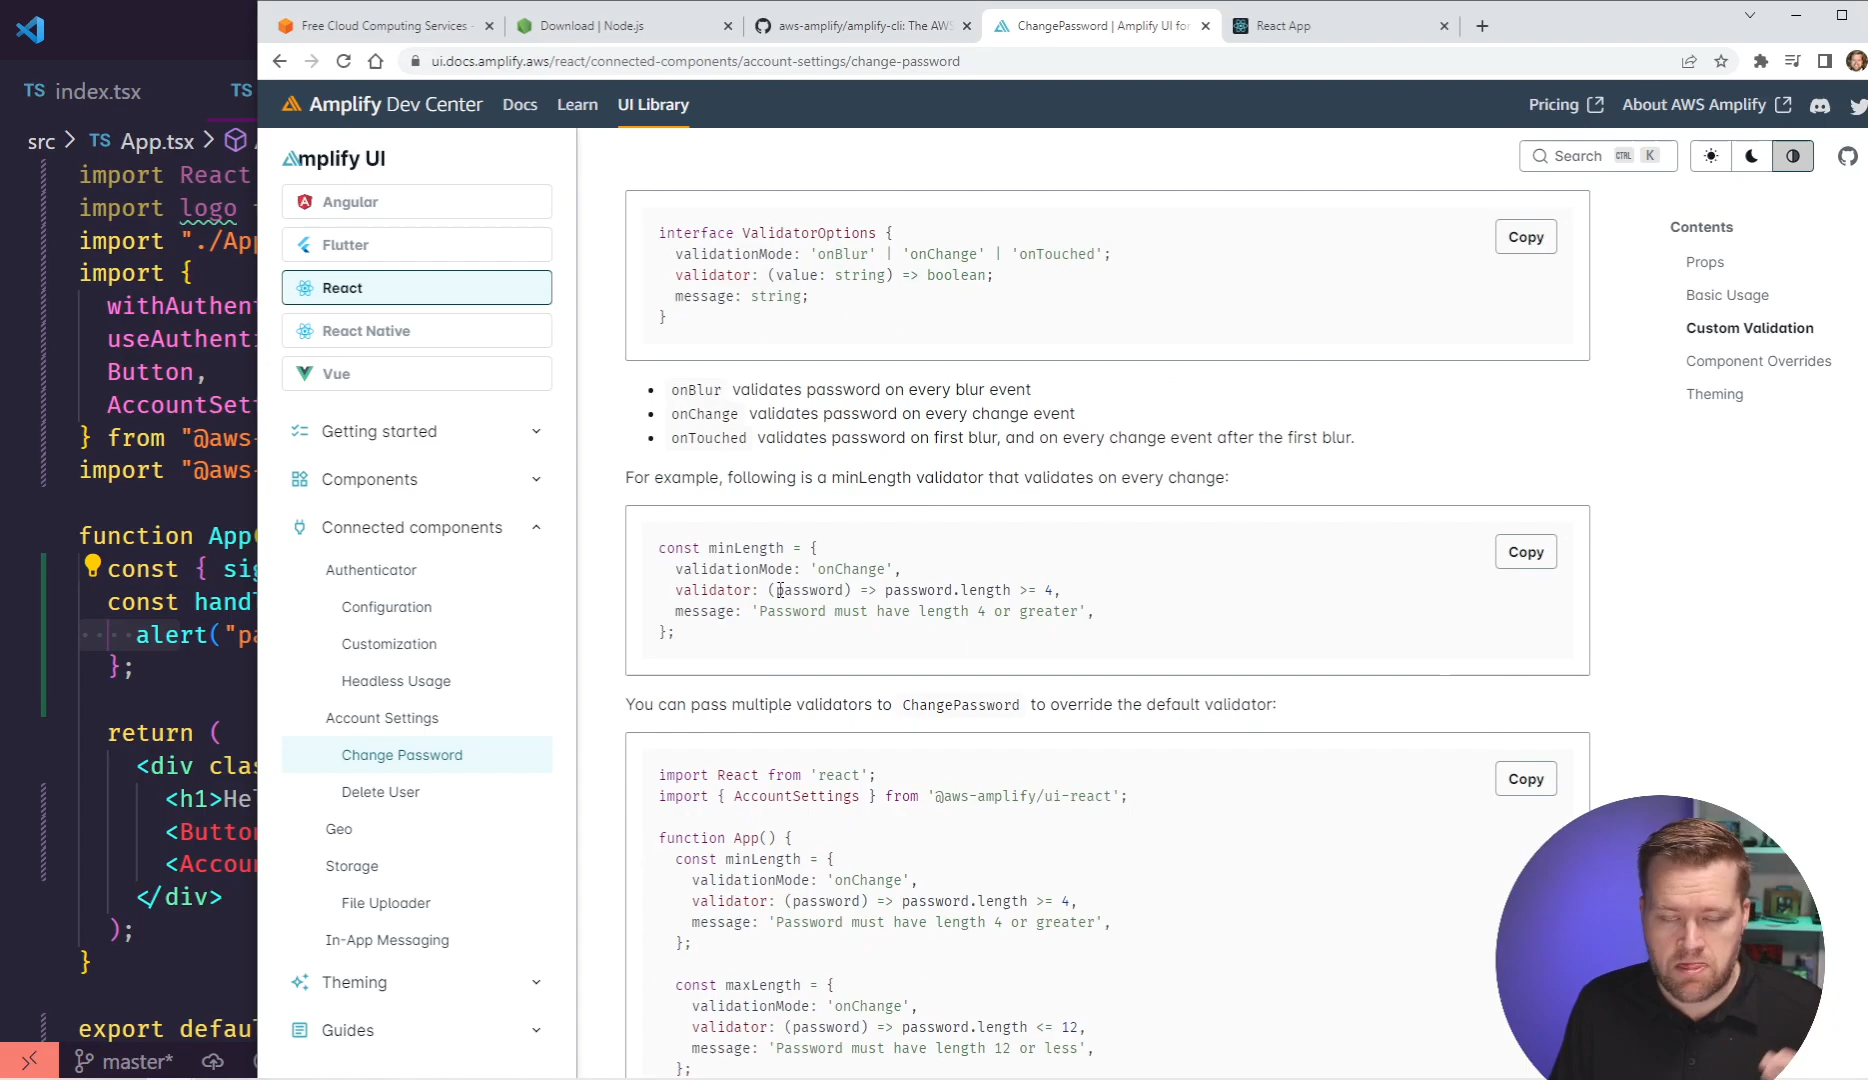 Free Cloud Computing Services -
Download | Node.js
aws-amplify/amplify-cli: The AWS
ChangePassword | Amplify UI for
React App
ui.docs.amplify.aws/react/connected-components/account-settings/change-password
TS index.tsx
TS
src > TS App.tsx >
import React
import logo
import "./App
import {
withAuthent
useAuthenti
Button,
AccountSett
} from "@aws-
import "@aws-
function App
const { sig
const handl
alert("pa
};
return (
<div clas
<h1>Hel
<Button
<Accoun
</div>
);
}
export defau
master*
Amplify Dev Center
Docs
Learn
UI Library
Pricing
About AWS Amplify
Amplify UI
Search CTRL K
Angular
Flutter
React
React Native
Vue
Getting started
Components
Connected components
Authenticator
Configuration
Customization
Headless Usage
Account Settings
Change Password
Delete User
Geo
Storage
File Uploader
In-App Messaging
Theming
Guides
interface ValidatorOptions {
validationMode: 'onBlur' | 'onChange' | 'onTouched';
validator: (value: string) => boolean;
message: string;
}
Copy
• onBlur validates password on every blur event
• onChange validates password on every change event
• onTouched validates password on first blur, and on every change event after the first blur.
For example, following is a minLength validator that validates on every change:
const minLength = {
validationMode: 'onChange',
validator: (password) => password.length >= 4,
message: 'Password must have length 4 or greater',
};
Copy
You can pass multiple validators to ChangePassword to override the default validator:
import React from 'react';
import { AccountSettings } from '@aws-amplify/ui-react';
function App() {
const minLength = {
validationMode: 'onChange',
validator: (password) => password.length >= 4,
message: 'Password must have length 4 or greater',
};
const maxLength = {
validationMode: 'onChange',
validator: (password) => password.length <= 12,
message: 'Password must have length 12 or less',
};
Copy
Contents
Props
Basic Usage
Custom Validation
Component Overrides
Theming